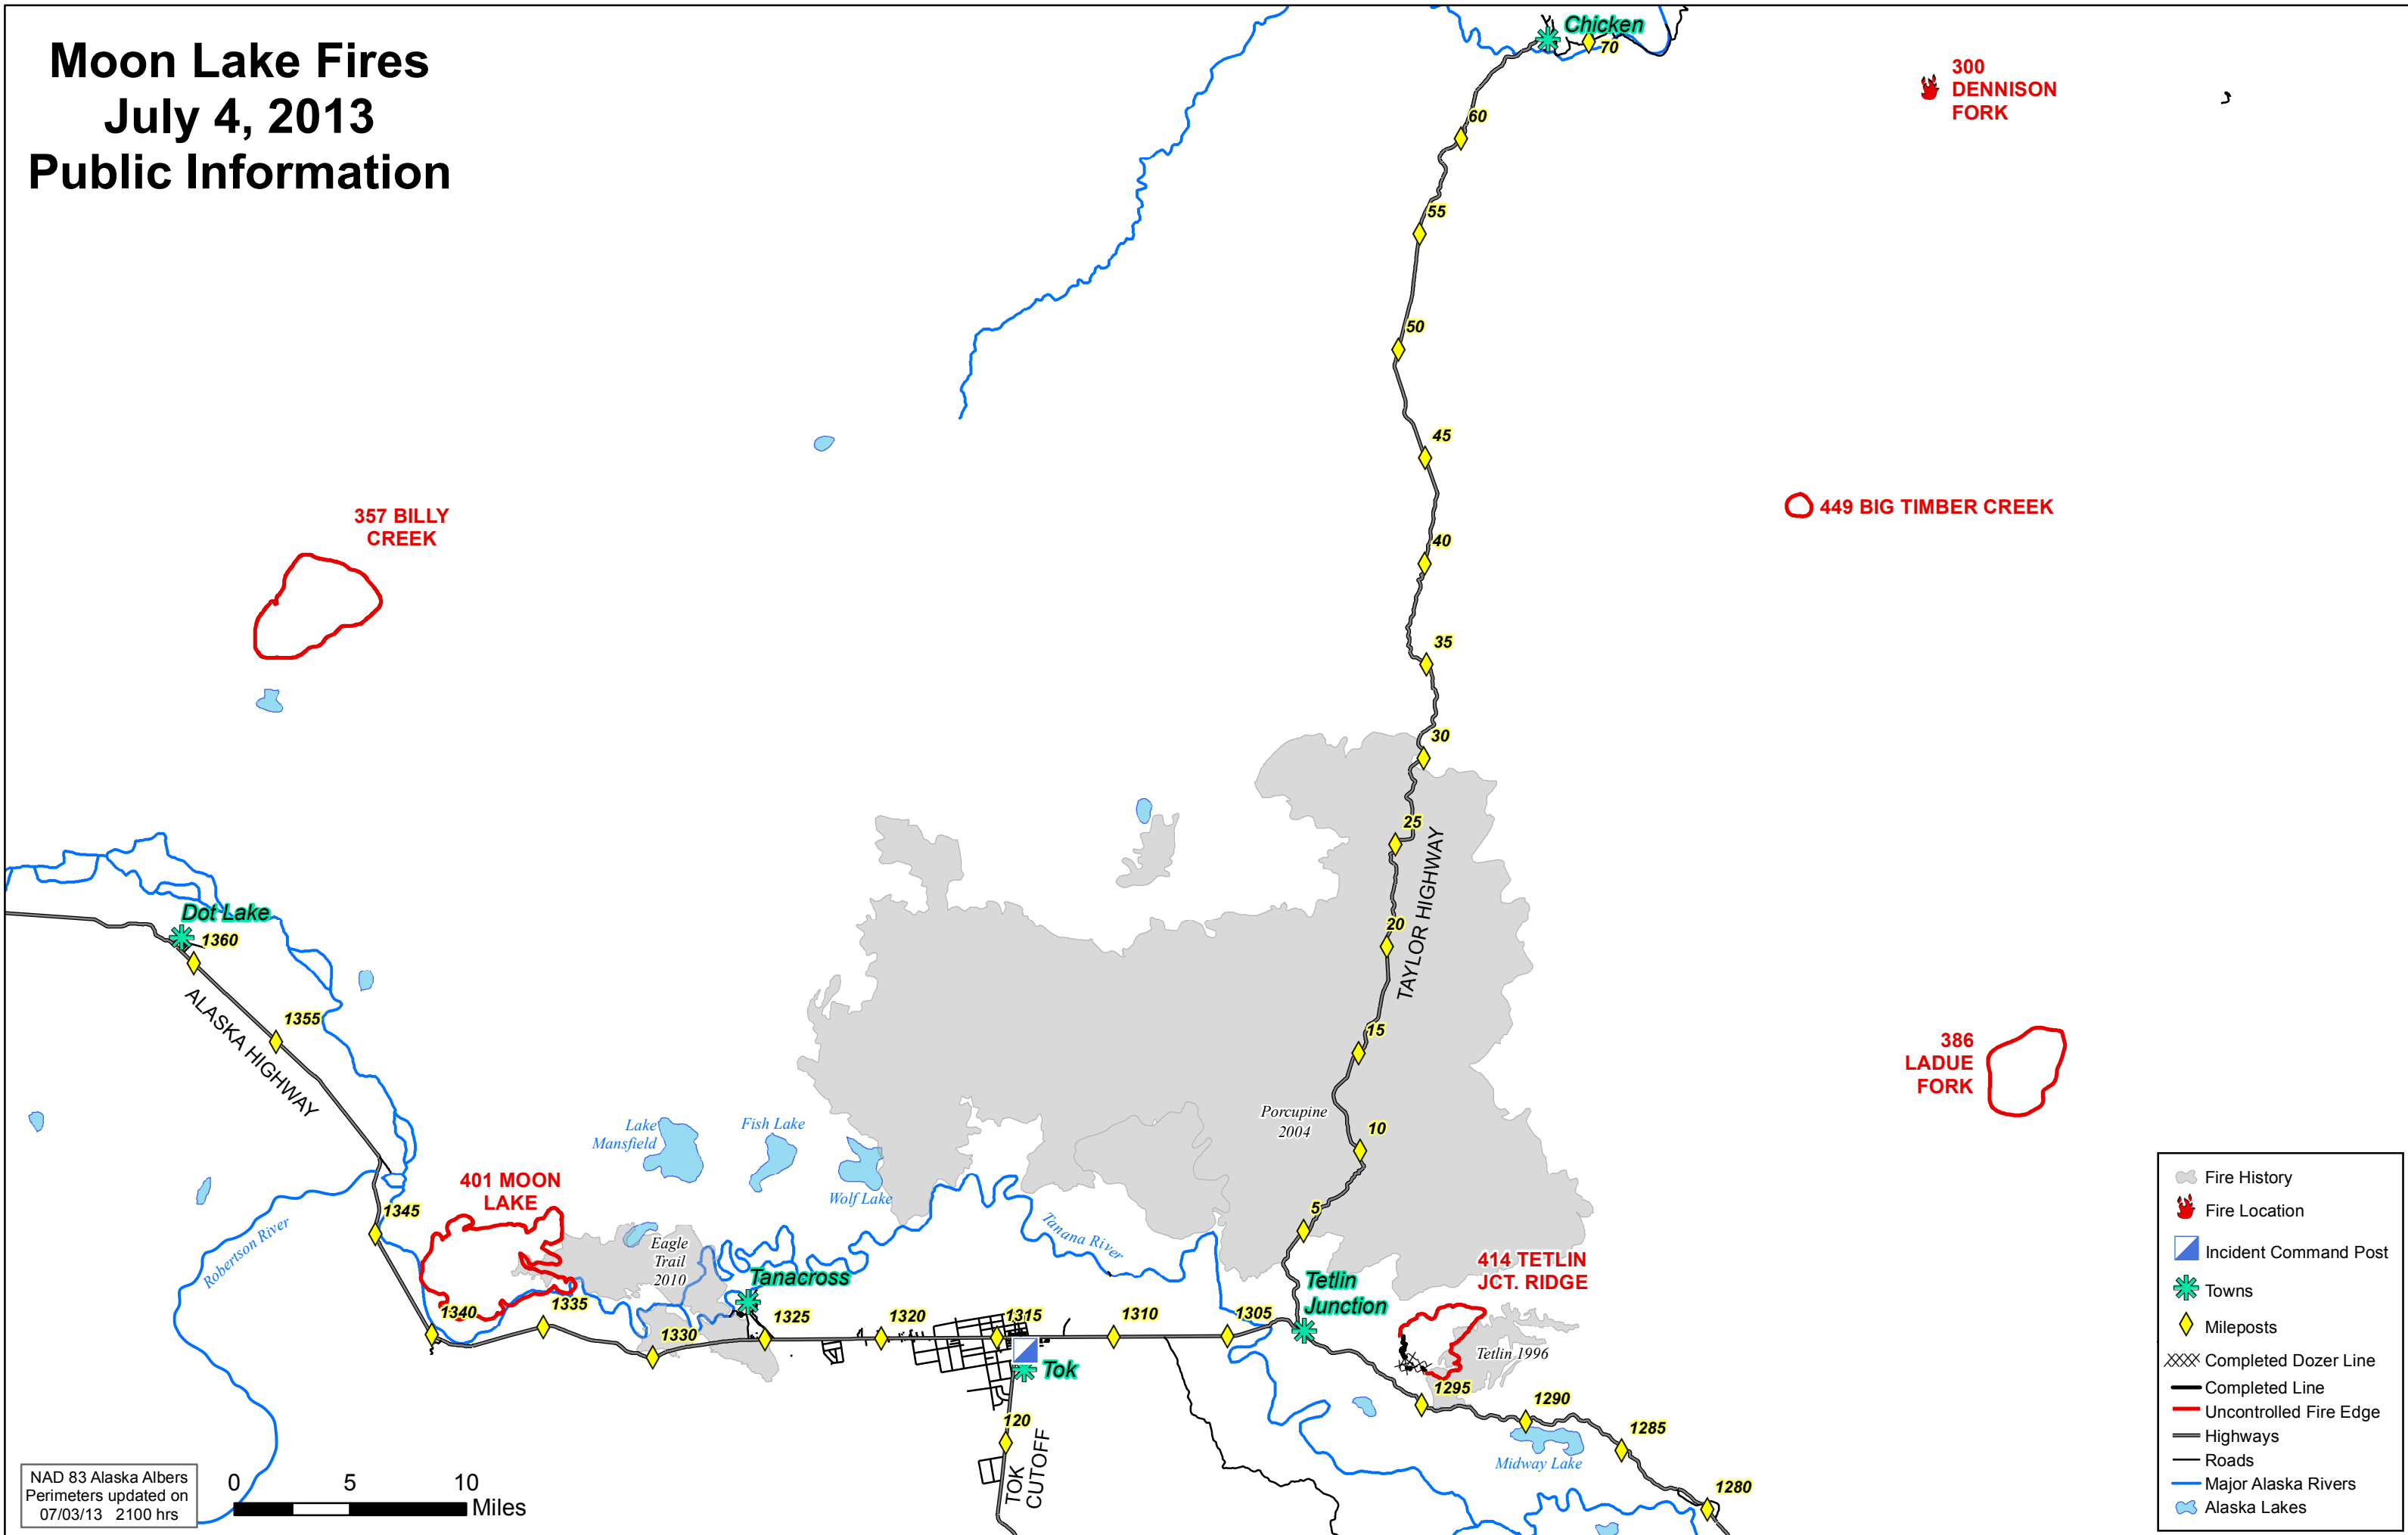 Moon Lake Fires
July 4, 2013
Public Information
Chicken
70
300
DENNISON
FORK
60
55
50
45
449 BIG TIMBER CREEK
357 BILLY
CREEK
40
35
30
25
TAYLOR HIGHWAY
20
Dot Lake
1360
ALASKA HIGHWAY
1355
15
386
LADUE
FORK
Porcupine
2004
10
Lake
Mansfield
Fish Lake
Wolf Lake
401 MOON
LAKE
1345
5
Robertson River
Tanana River
Eagle
Trail
2010
414 TETLIN
JCT. RIDGE
Tanacross
Tetlin
Junction
1340
1335
1330
1325
1320
1315
1310
1305
Tetlin 1996
Tok
1295
1290
1285
1280
120
TOK
CUTOFF
Midway Lake
NAD 83 Alaska Albers
Perimeters updated on
07/03/13 2100 hrs
0 5 10
Miles
Fire History
Fire Location
Incident Command Post
Towns
Mileposts
Completed Dozer Line
Completed Line
Uncontrolled Fire Edge
Highways
Roads
Major Alaska Rivers
Alaska Lakes